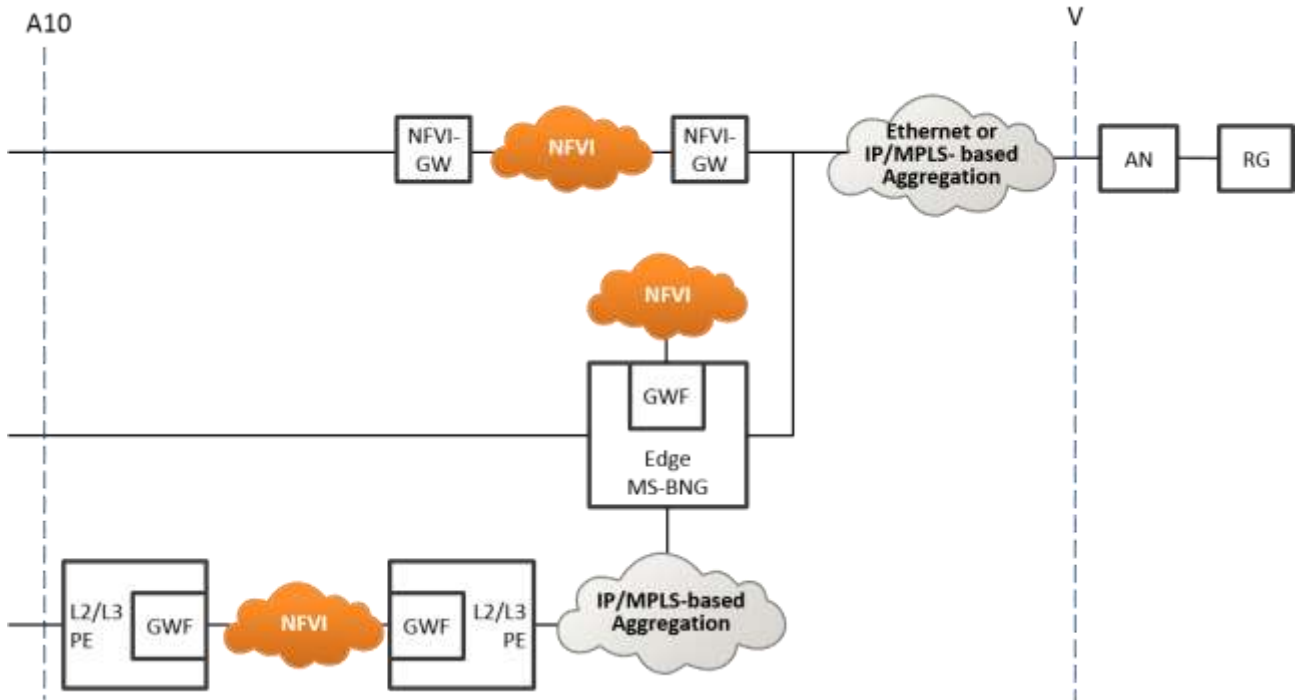 A10
V
NFVI-
GW
NFVI
NFVI-
GW
Ethernet or
IP/MPLS- based
Aggregation
AN
RG
NFVI
GWF
Edge
MS-BNG
L2/L3
PE
GWF
NFVI
GWF
L2/L3
PE
IP/MPLS-based
Aggregation